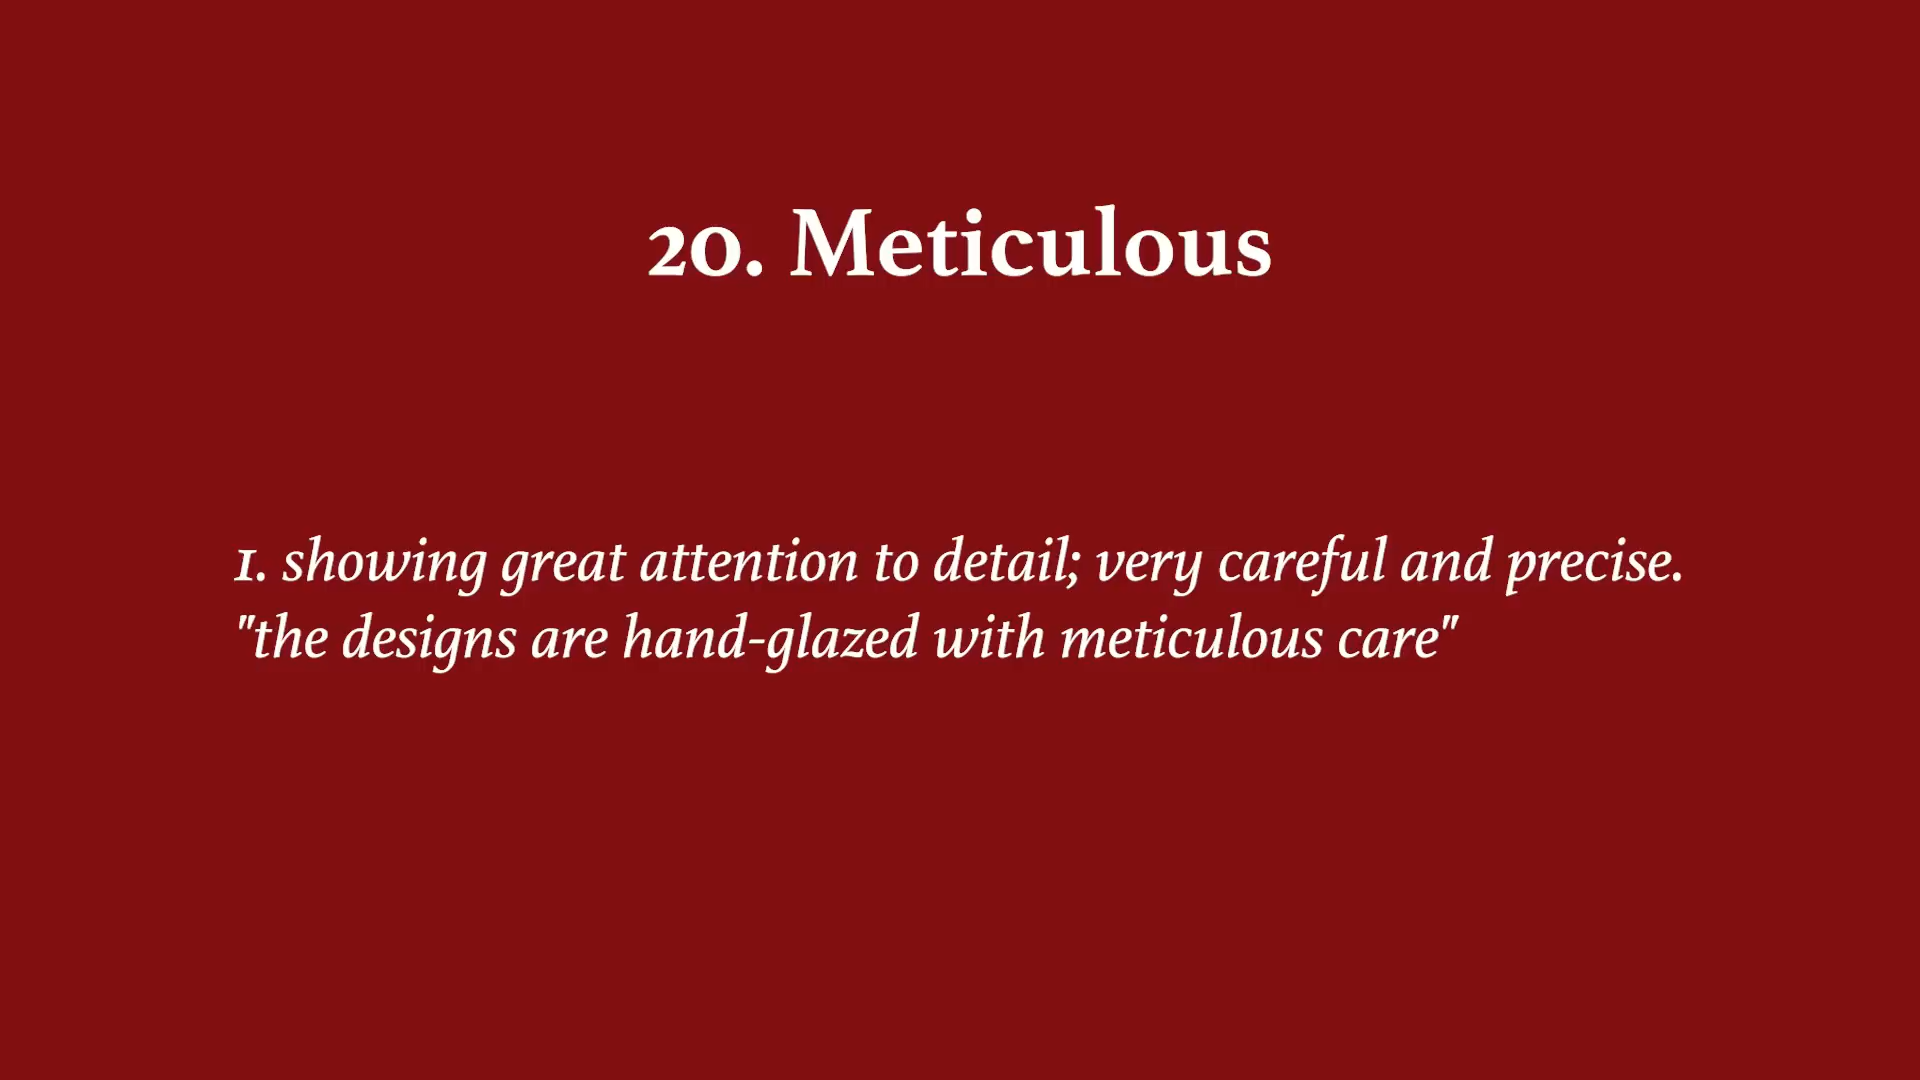 20. Meticulous
1. showing great attention to detail; very careful and precise.
"the designs are hand-glazed with meticulous care"